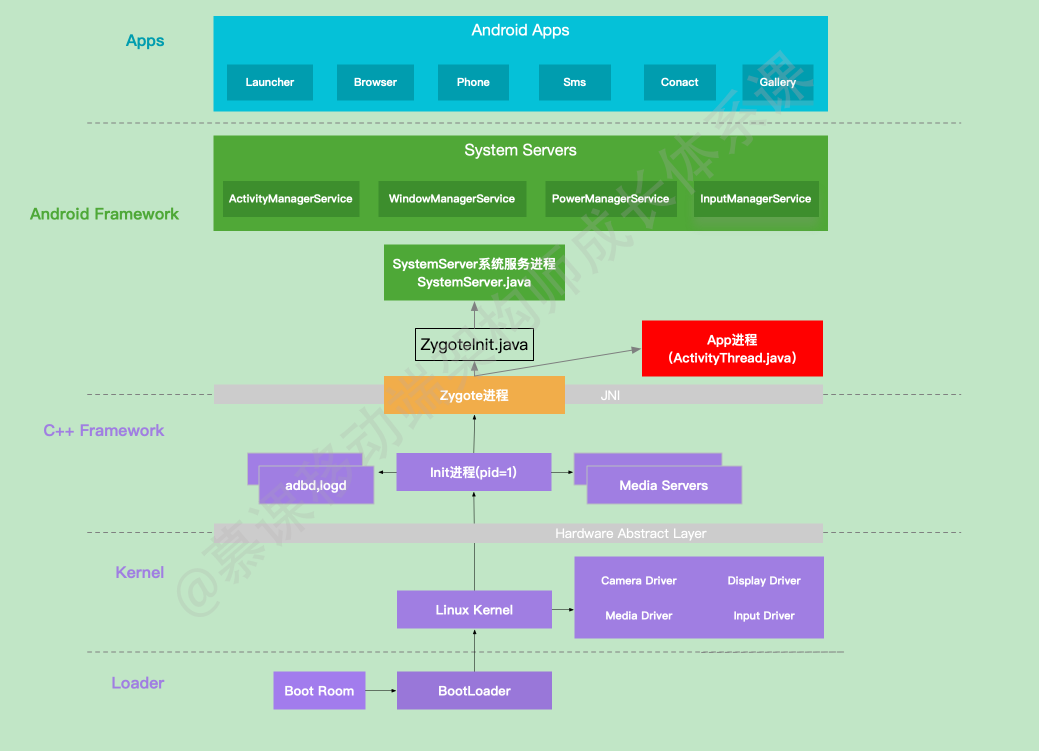 Apps
Android Apps
Launcher
Browser
Phone
Sms
Conact
Gallery
System Servers
ActivityManagerService
WindowManagerService
PowerManagerService
InputManagerService
Android Framework
SystemServer系统服务进程
SystemServer.java
ZygoteInit.java
App进程
(ActivityThread.java)
Zygote进程
JNI
C++ Framework
Init进程(pid=1)
adbd,logd
Media Servers
Hardware Abstract Layer
Kernel
Camera Driver
Display Driver
Linux Kernel
Media Driver
Input Driver
Loader
Boot Room
BootLoader
@慕课移动端架构师成长体系课